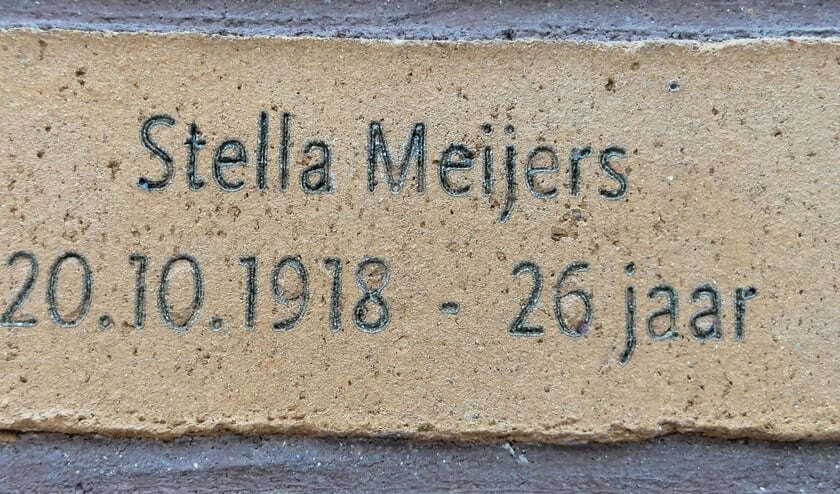 Stella Meijers
20.10.1918 - 26 jaar